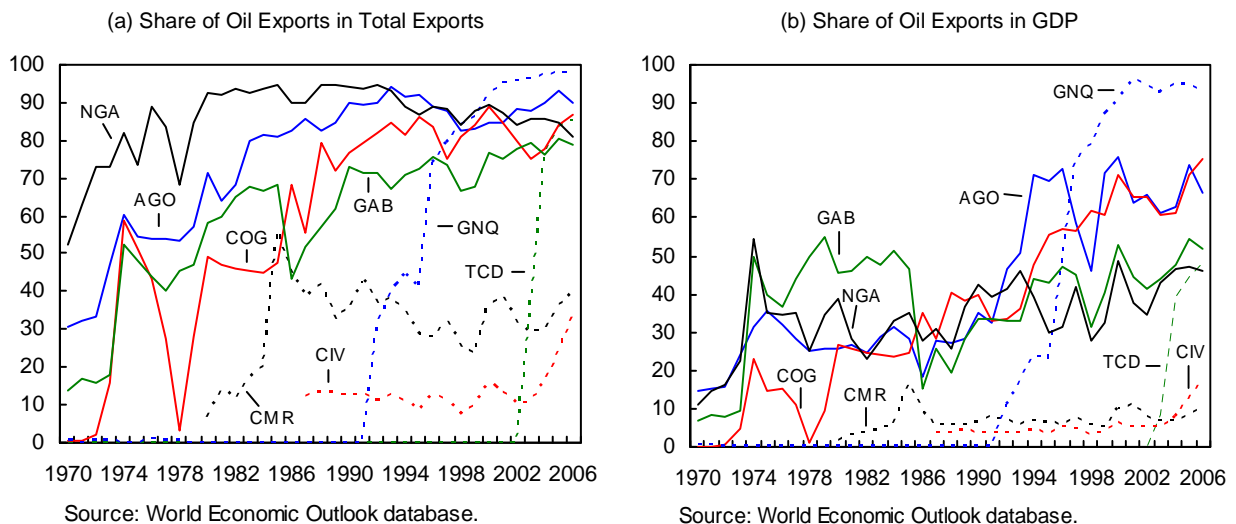 (a) Share of Oil Exports in Total Exports
100
90
80
70
60
50
40
30
20
10
0
NGA
AGO
COG
GAB
GNQ
TCD
CIV
CMR
1970 1974 1978 1982 1986 1990 1994 1998 2002 2006
Source: World Economic Outlook database.
(b) Share of Oil Exports in GDP
100
90
80
70
60
50
40
30
20
10
0
GNQ
AGO
GAB
NGA
TCD
CIV
COG
CMR
1970 1974 1978 1982 1986 1990 1994 1998 2002 2006
Source: World Economic Outlook database.